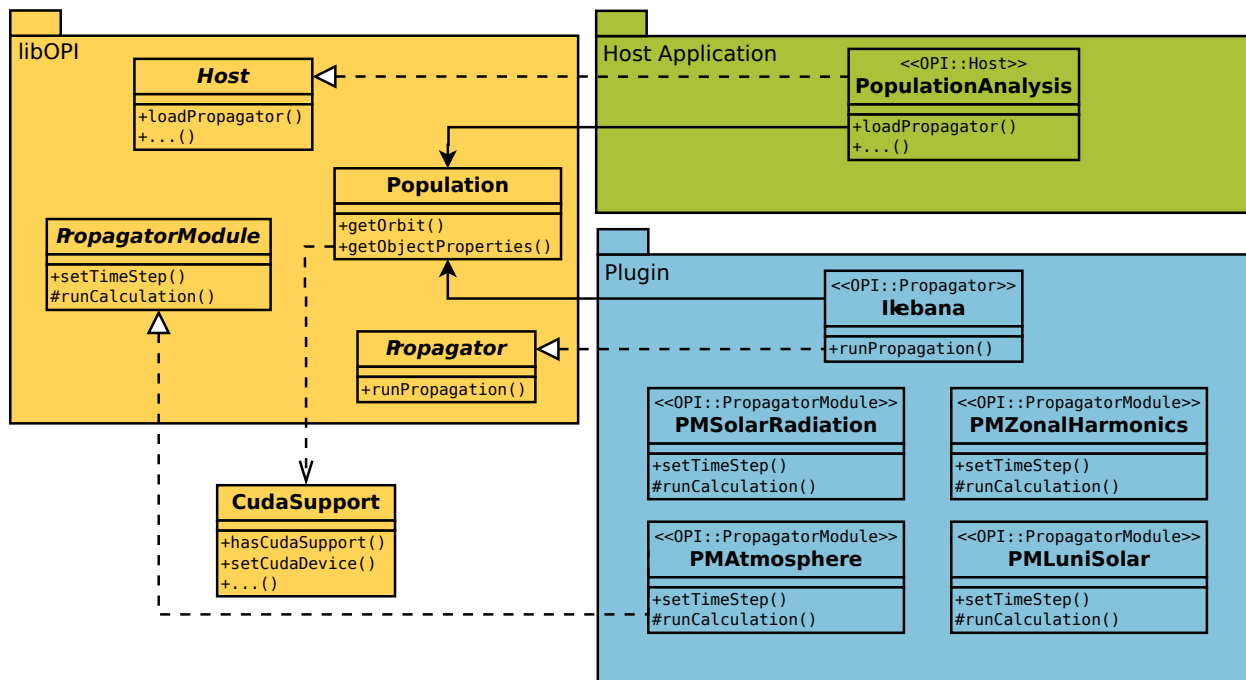 libOPI
Host
+loadPropagator()
+...()
Population
+getOrbit()
+getObjectProperties()
PropagatorModule
+setTimeStep()
#runCalculation()
Propagator
+runPropagation()
CudaSupport
+hasCudaSupport()
+setCudaDevice()
+...()
Host Application
<<OPI::Host>>
PopulationAnalysis
+loadPropagator()
+...()
Plugin
<<OPI::Propagator>>
Ikebana
+runPropagation()
<<OPI::PropagatorModule>>
PMSolarRadiation
+setTimeStep()
#runCalculation()
<<OPI::PropagatorModule>>
PMZonalHarmonics
+setTimeStep()
#runCalculation()
<<OPI::PropagatorModule>>
PMAtmosphere
+setTimeStep()
#runCalculation()
<<OPI::PropagatorModule>>
PMLuniSolar
+setTimeStep()
#runCalculation()